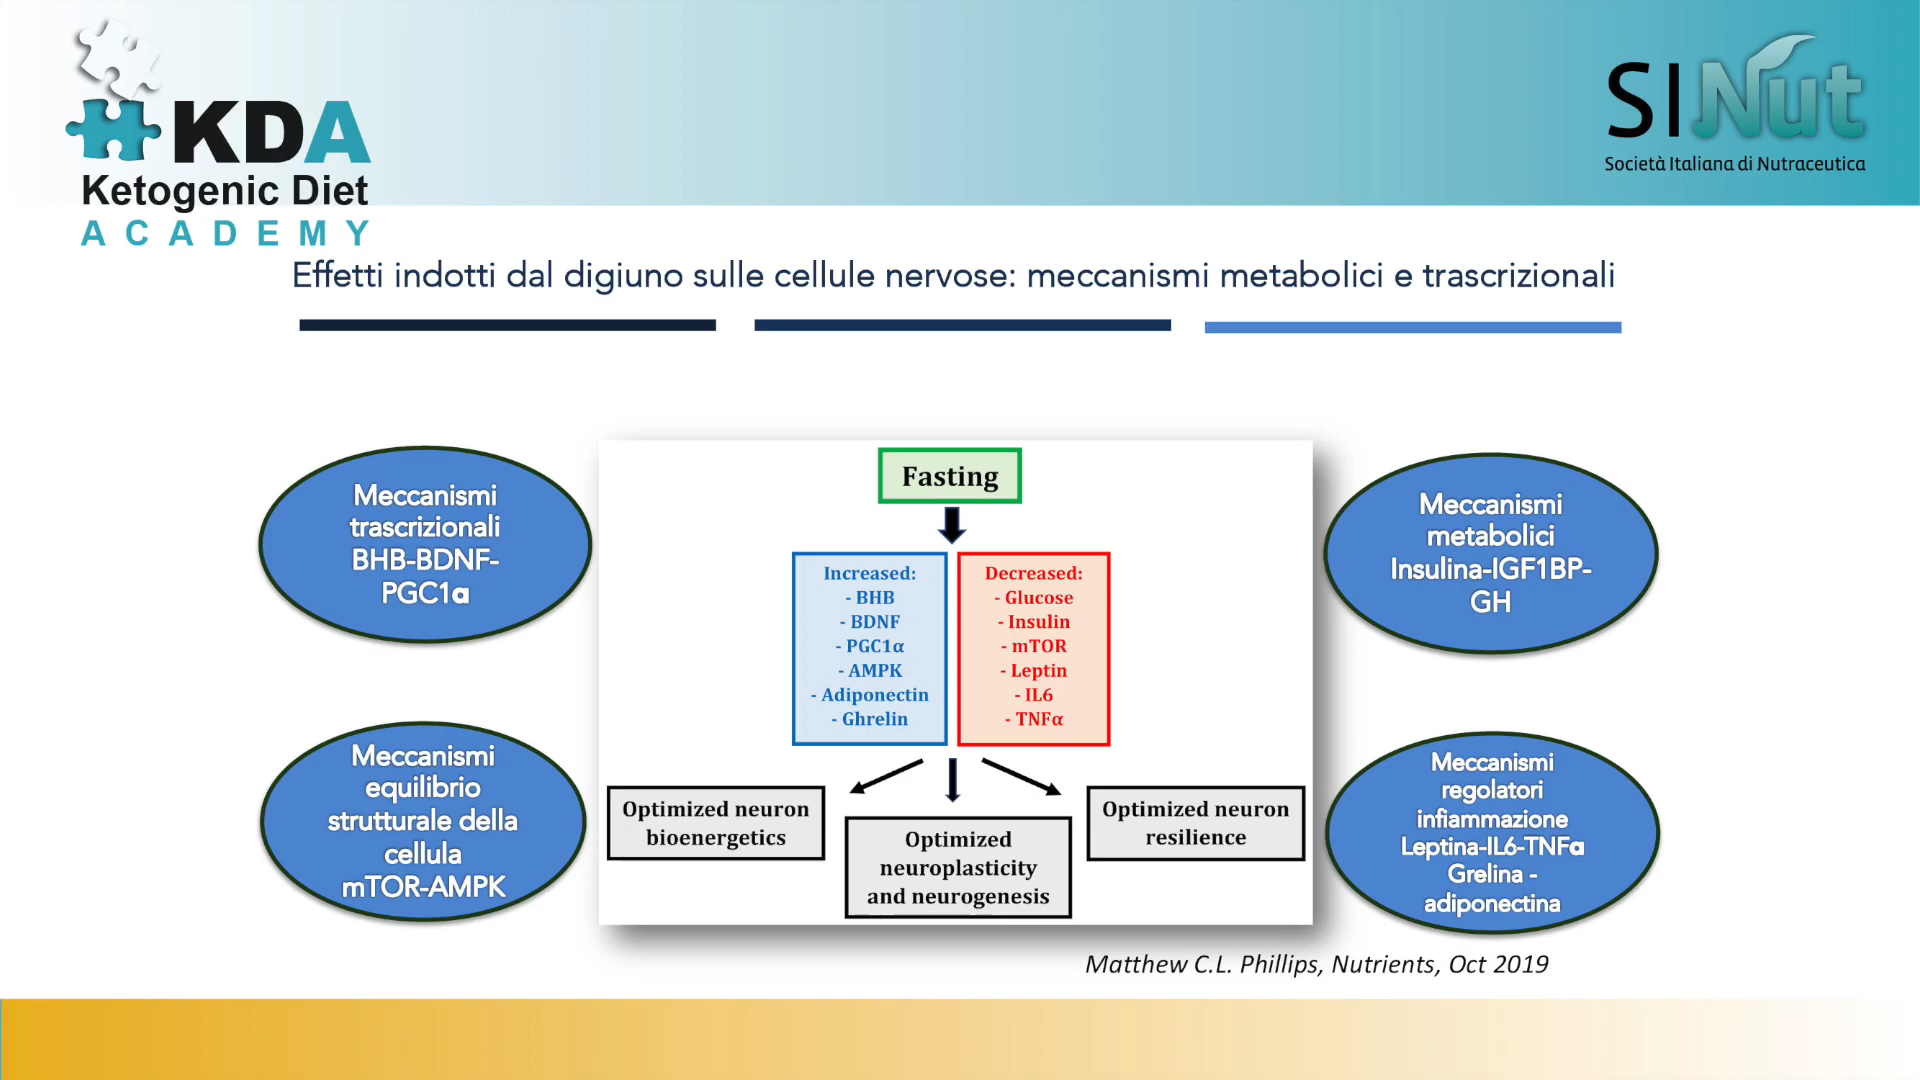 KDA
Ketogenic Diet
ACADEMY
SINut
Società Italiana di Nutraceutica
Effetti indotti dal digiuno sulle cellule nervose: meccanismi metabolici e trascrizionali
Meccanismi
trascrizionali
BHB-BDNF-
PGC1α
Meccanismi
equilibrio
strutturale della
cellula
mTOR-AMPK
Fasting
Increased:
- BHB
- BDNF
- PGC1α
- AMPK
- Adiponectin
- Ghrelin
Decreased:
- Glucose
- Insulin
- mTOR
- Leptin
- IL6
- TNFα
Optimized neuron
bioenergetics
Optimized
neuroplasticity
and neurogenesis
Optimized neuron
resilience
Meccanismi
metabolici
Insulina-IGF1BP-
GH
Meccanismi
regolatori
infiammazione
Leptina-IL6-TNFα
Grelina -
adiponectina
Matthew C.L. Phillips, Nutrients, Oct 2019